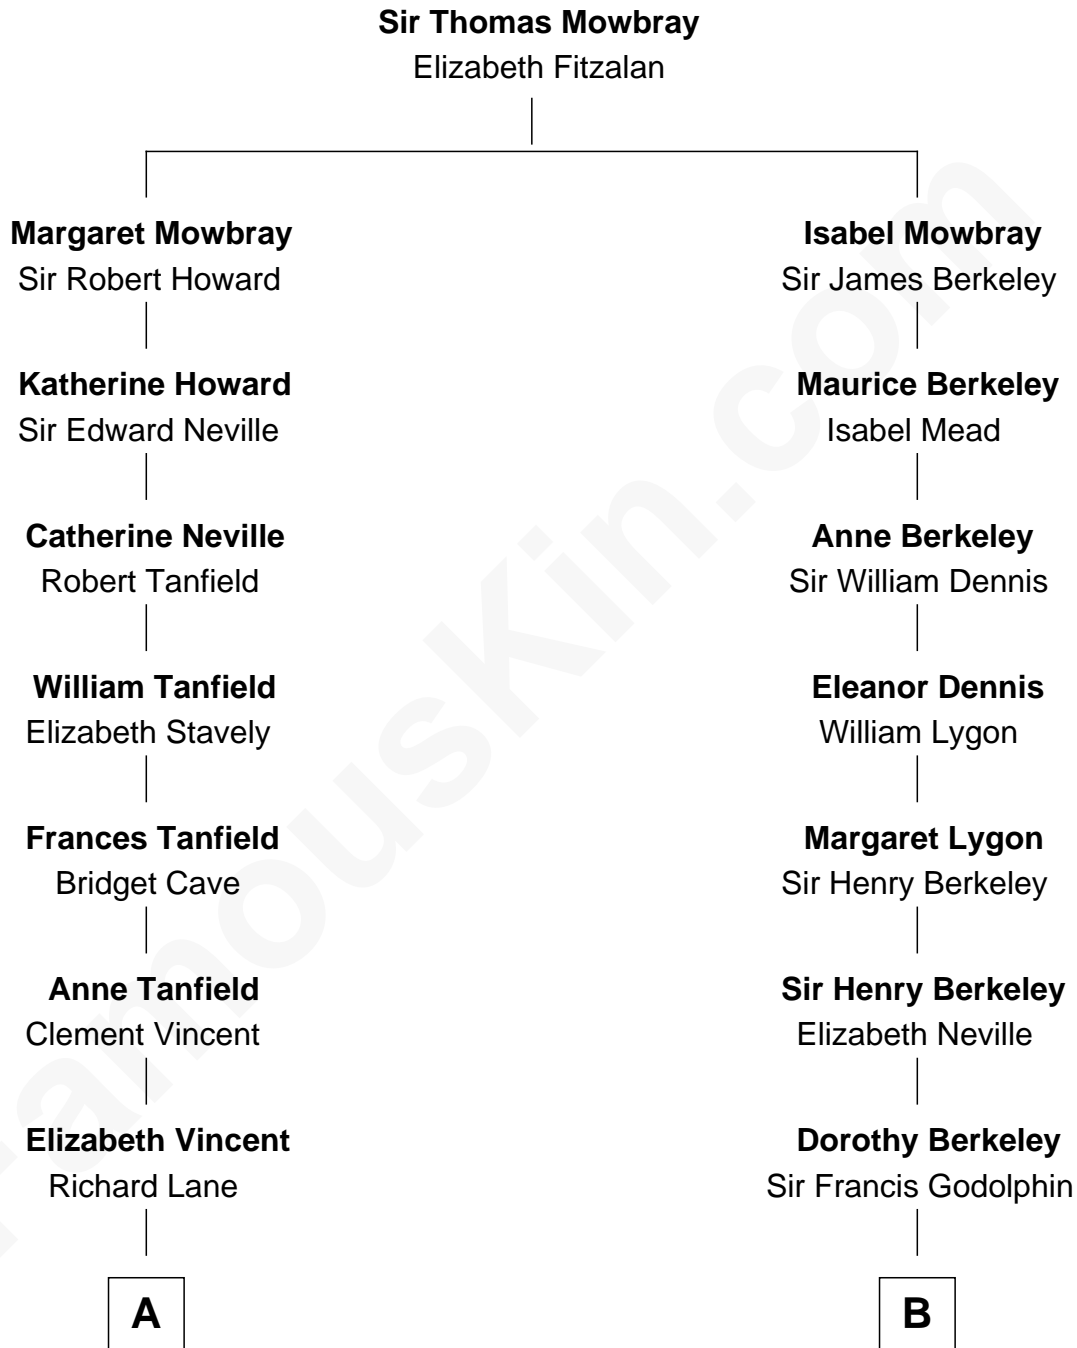 Sir Thomas Mowbray
Elizabeth Fitzalan
Margaret Mowbray
Sir Robert Howard
Isabel Mowbray
Sir James Berkeley
Katherine Howard
Sir Edward Neville
Maurice Berkeley
Isabel Mead
Catherine Neville
Robert Tanfield
Anne Berkeley
Sir William Dennis
William Tanfield
Elizabeth Stavely
Eleanor Dennis
William Lygon
Frances Tanfield
Bridget Cave
Margaret Lygon
Sir Henry Berkeley
Anne Tanfield
Clement Vincent
Sir Henry Berkeley
Elizabeth Neville
Elizabeth Vincent
Richard Lane
Dorothy Berkeley
Sir Francis Godolphin
A
B
FamousKin.com